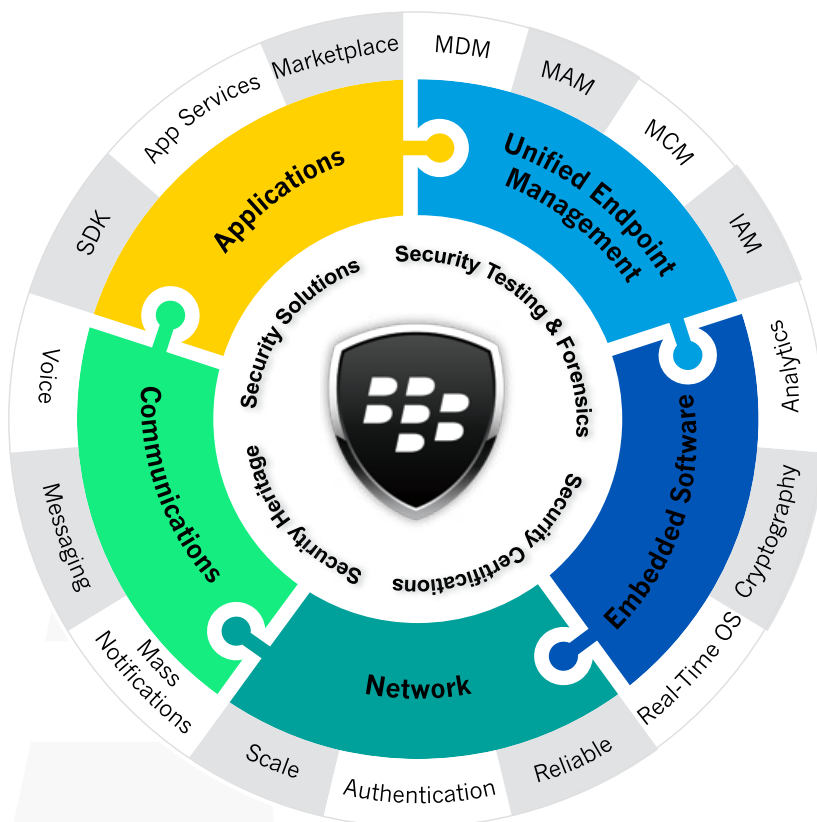 Marketplace
MDM
MAM
MCM
IAM
Analytics
Cryptography
Real-Time OS
Reliable
Authentication
Scale
Mass
Notifications
Messaging
Voice
SDK
App Services
Applications
Unified Endpoint
Management
Embedded Software
Network
Communications
Security Solutions
Security Testing & Forensics
Security Certifications
Security Heritage